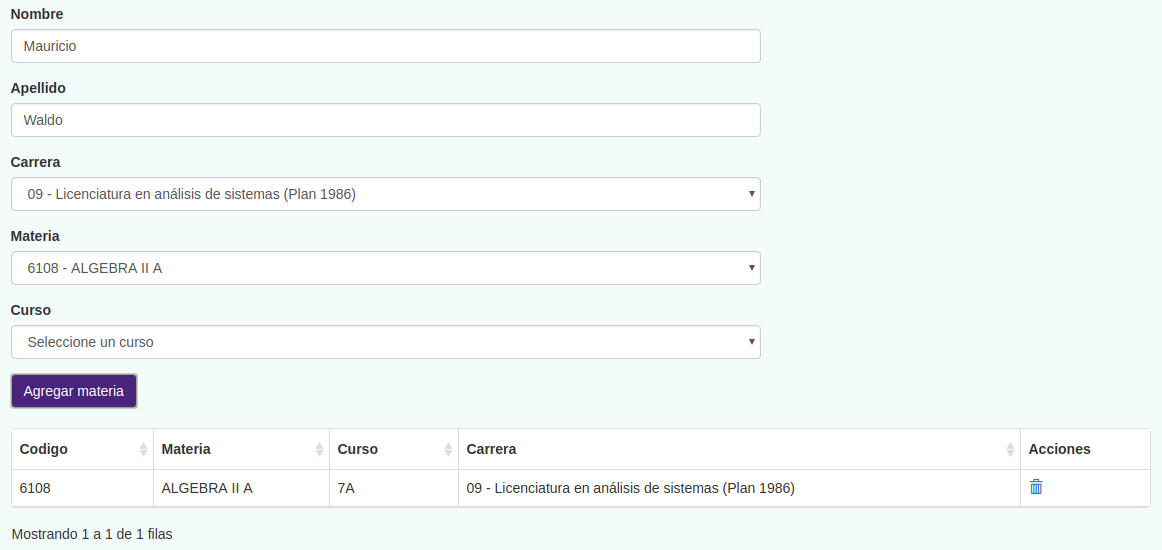 Nombre
Mauricio
Apellido
Waldo
Carrera
09 - Licenciatura en análisis de sistemas (Plan 1986)
Materia
6108 - ALGEBRA II A
Curso
Seleccione un curso
Agregar materia
Codigo Materia Curso Carrera Acciones
6108 ALGEBRA II A 7A 09 - Licenciatura en análisis de sistemas (Plan 1986)
Mostrando 1 a 1 de 1 filas